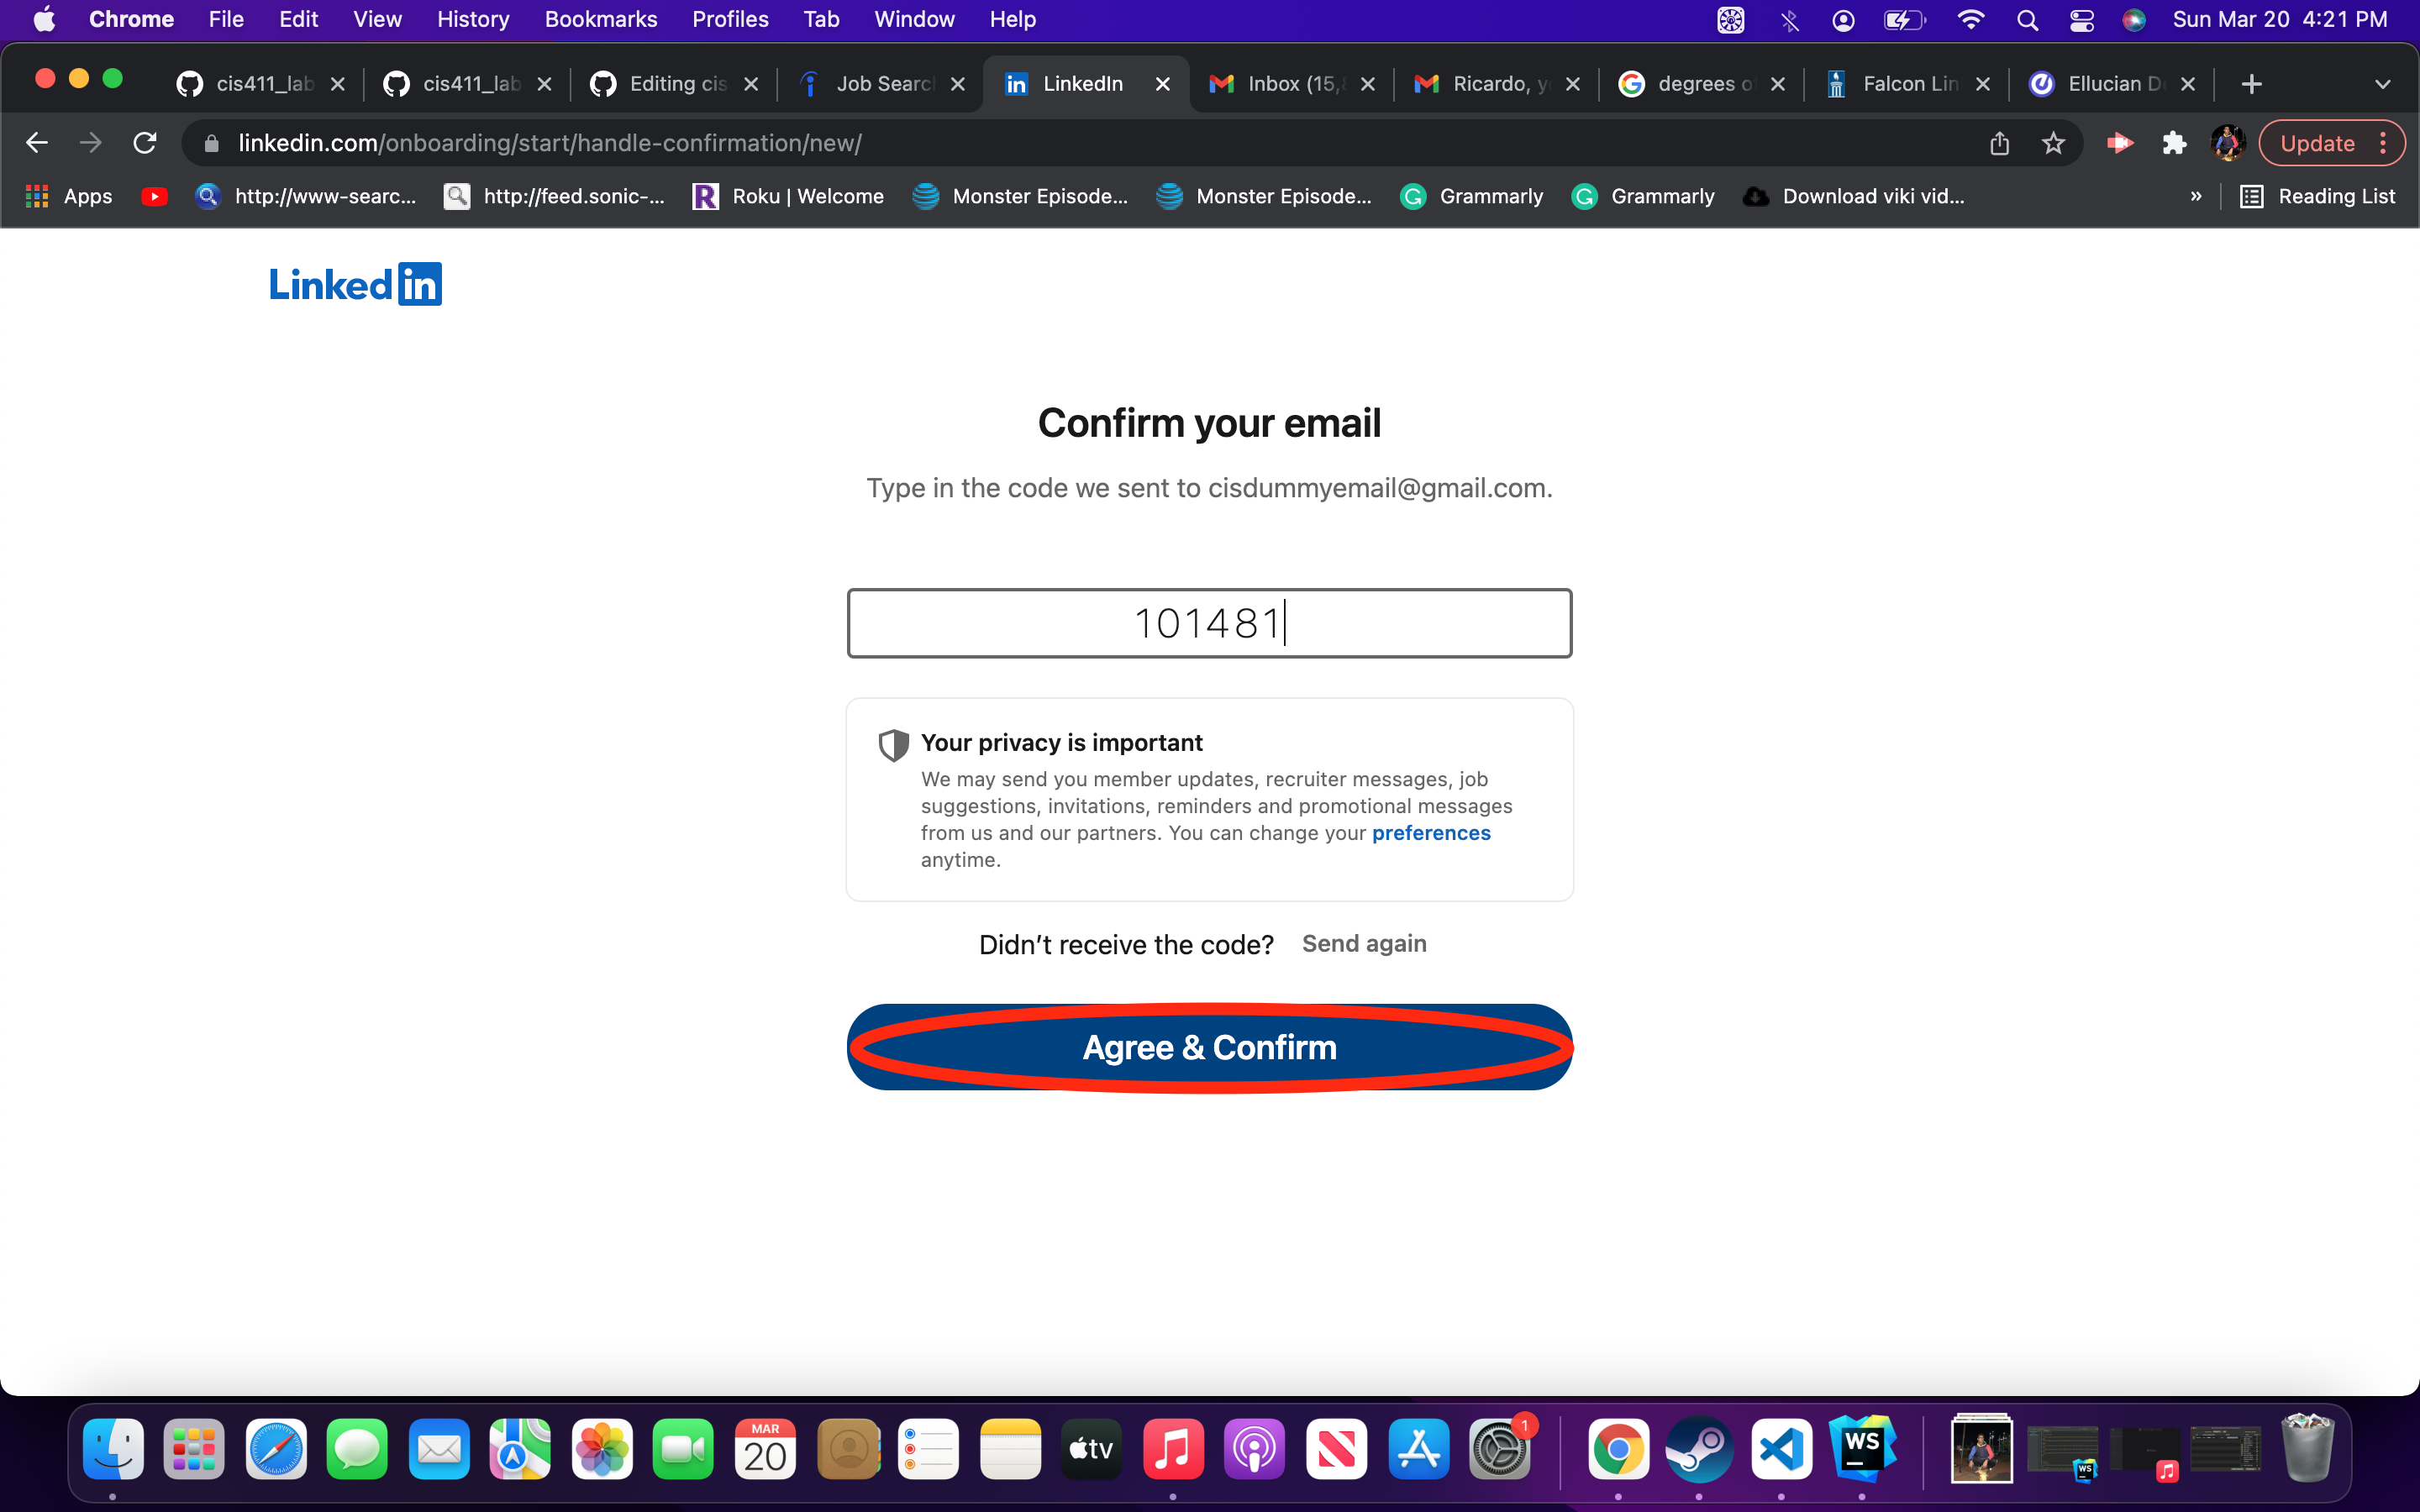 Chrome File Edit View History Bookmarks Profiles Tab Window Help Sun Mar 20 4:21 PM
cis411_lab cis411_lab Editing cis Job Searc LinkedIn Inbox (15, Ricardo, y degrees o Falcon Lin Ellucian D
linkedin.com/onboarding/start/handle-confirmation/new/ Update
Apps http://www-searc... http://feed.sonic-... R Roku | Welcome Monster Episode... Monster Episode... G Grammarly G Grammarly Download viki vid... » Reading List
Linked in
Confirm your email
Type in the code we sent to cisdummyemail@gmail.com.
101481
Your privacy is important
We may send you member updates, recruiter messages, job
suggestions, invitations, reminders and promotional messages
from us and our partners. You can change your preferences
anytime.
Didn’t receive the code? Send again
Agree & Confirm
MAR
20
tv
1
WS
WS